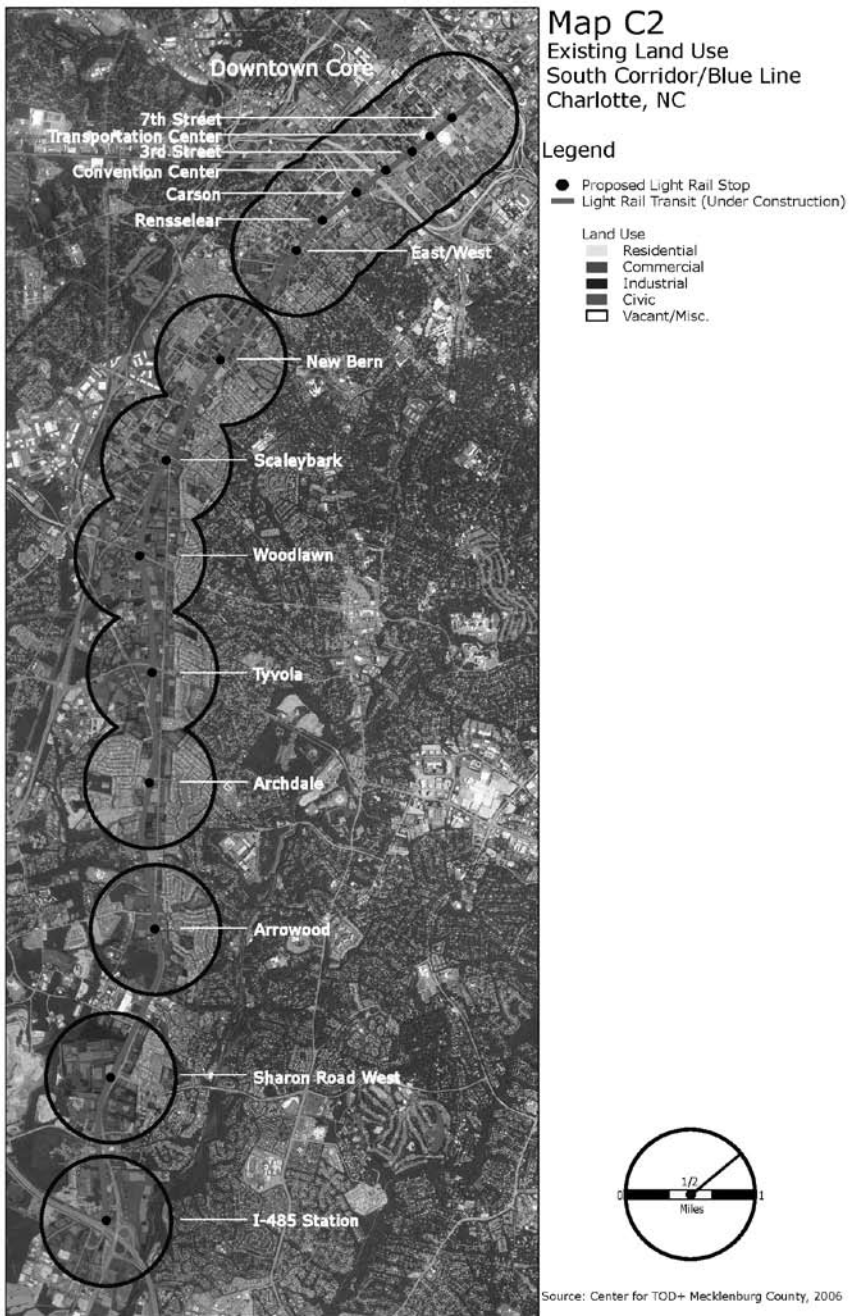 Map C2
Existing Land Use
South Corridor/Blue Line
Charlotte, NC
Legend
Proposed Light Rail Stop
Light Rail Transit (Under Construction)
Land Use
Residential
Commercial
Industrial
Civic
Vacant/Misc.
Downtown Core
7th Street
Transportation Center
3rd Street
Convention Center
Carson
Rensselear
East/West
New Bern
Scaleybark
Woodlawn
Tyvola
Archdale
Arrowood
Sharon Road West
I-485 Station
1/2
0 1
Miles
Source: Center for TOD+ Mecklenburg County, 2006